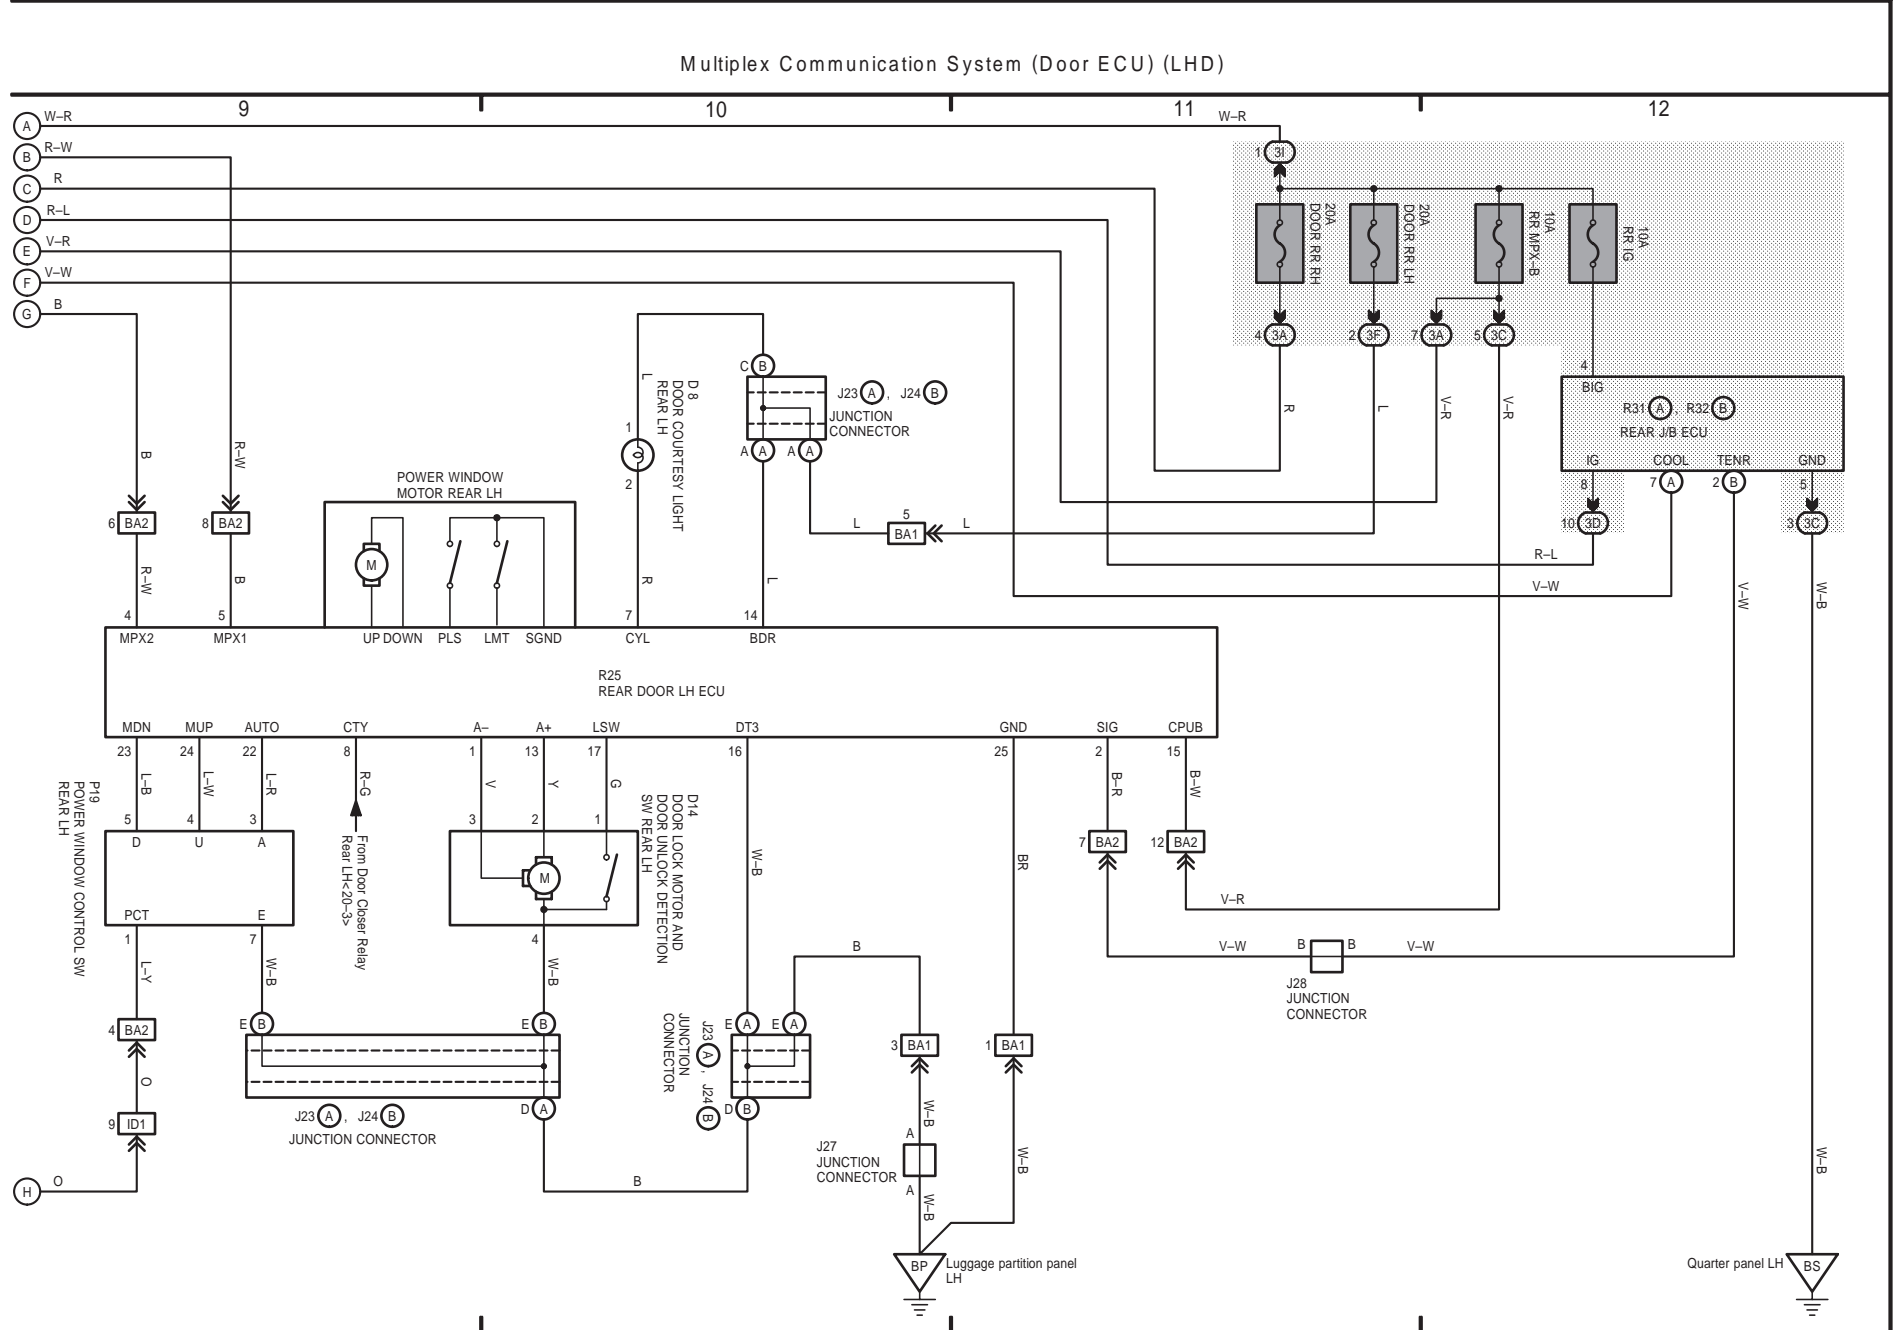 Multiplex Communication System (Door ECU) (LHD)
9
10
11
12
A
W–R
W–R
B
R–W
C
R
D
R–L
E
V–R
F
V–W
G
B
1 3I
20A
DOOR RR RH
20A
DOOR RR LH
10A
RR MPX–B
10A
RR IG
4 3A
2 3F
7 3A
5 3C
R
L
V–R
V–R
4
BIG
R31 A , R32 B
REAR J/B ECU
IG
COOL
TENR
GND
8
7 A
2 B
5
10 3D
3 3C
R–L
V–W
V–W
W–B
C B
J23 A , J24 B
JUNCTION
CONNECTOR
A A
A A
L
5
BA1
L
L
D 8
DOOR COURTESY LIGHT
REAR LH
L
1
2
R
B
R–W
6 BA2
8 BA2
R–W
B
POWER WINDOW
MOTOR REAR LH
M
4
5
7
14
MPX2
MPX1
UP
DOWN
PLS
LMT
SGND
CYL
BDR
R25
REAR DOOR LH ECU
MDN
MUP
AUTO
CTY
A–
A+
LSW
DT3
GND
SIG
CPUB
23
24
22
8
1
13
17
16
25
2
15
L–B
L–W
L–R
R–G
V
Y
G
W–B
BR
B–R
B–W
P19
POWER WINDOW CONTROL SW
REAR LH
5
4
3
D
U
A
PCT
E
1
7
From Door Closer Relay
Rear LH<20–3>
3
2
1
M
4
D14
DOOR LOCK MOTOR AND
DOOR UNLOCK DETECTION
SW REAR LH
7 BA2
12 BA2
V–R
V–W
B
B
V–W
J28
JUNCTION
CONNECTOR
L–Y
W–B
W–B
B
4 BA2
E B
E B
O
9 ID1
D A
J23 A , J24 B
JUNCTION CONNECTOR
J23 A , J24 B
JUNCTION
CONNECTOR
E A
E A
D B
B
3 BA1
1 BA1
W–B
A
J27
JUNCTION
CONNECTOR
A
W–B
W–B
W–B
H
O
BP
Luggage partition panel
LH
Quarter panel LH
BS